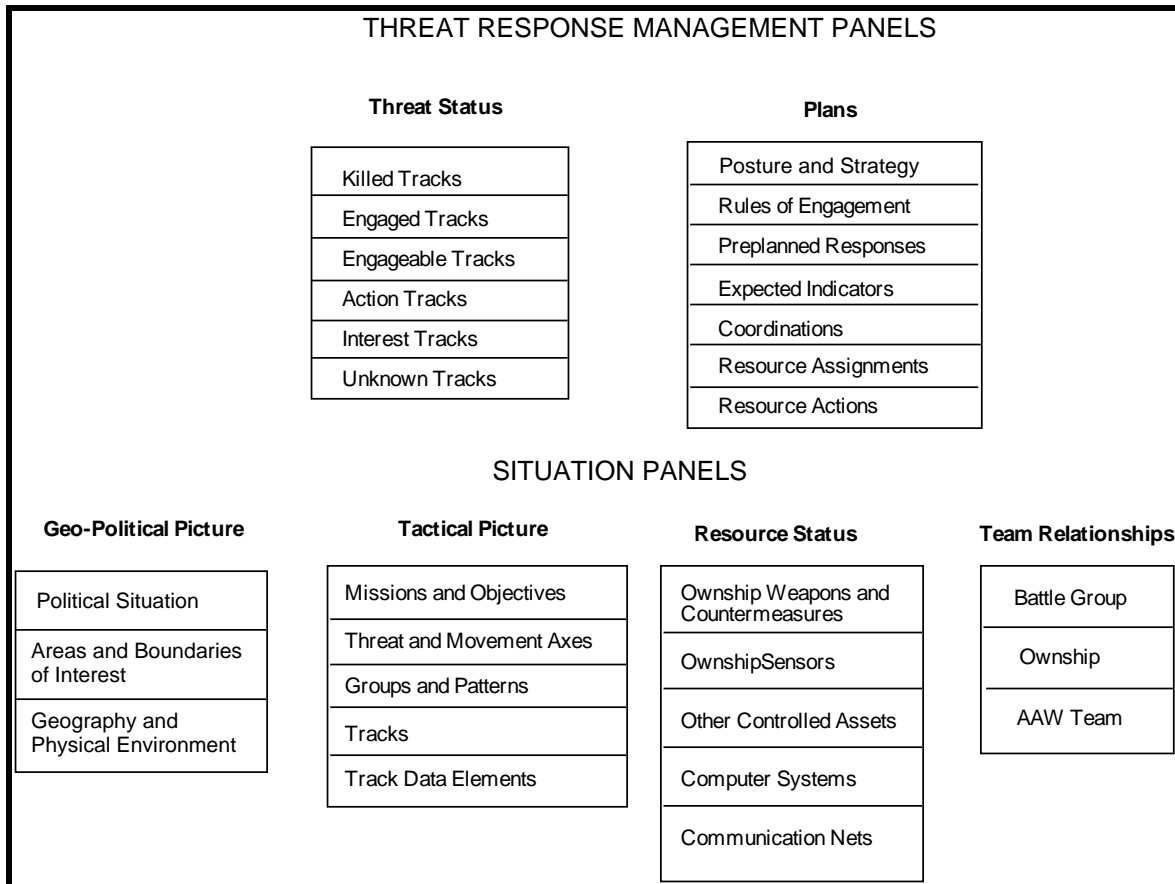 THREAT RESPONSE MANAGEMENT PANELS
Threat Status
Killed Tracks
Engaged Tracks
Engageable Tracks
Action Tracks
Interest Tracks
Unknown Tracks
Plans
Posture and Strategy
Rules of Engagement
Preplanned Responses
Expected Indicators
Coordinations
Resource Assignments
Resource Actions
SITUATION PANELS
Geo-Political Picture
Political Situation
Areas and Boundaries
of Interest
Geography and
Physical Environment
Tactical Picture
Missions and Objectives
Threat and Movement Axes
Groups and Patterns
Tracks
Track Data Elements
Resource Status
Ownship Weapons and
Countermeasures
OwnshipSensors
Other Controlled Assets
Computer Systems
Communication Nets
Team Relationships
Battle Group
Ownship
AAW Team